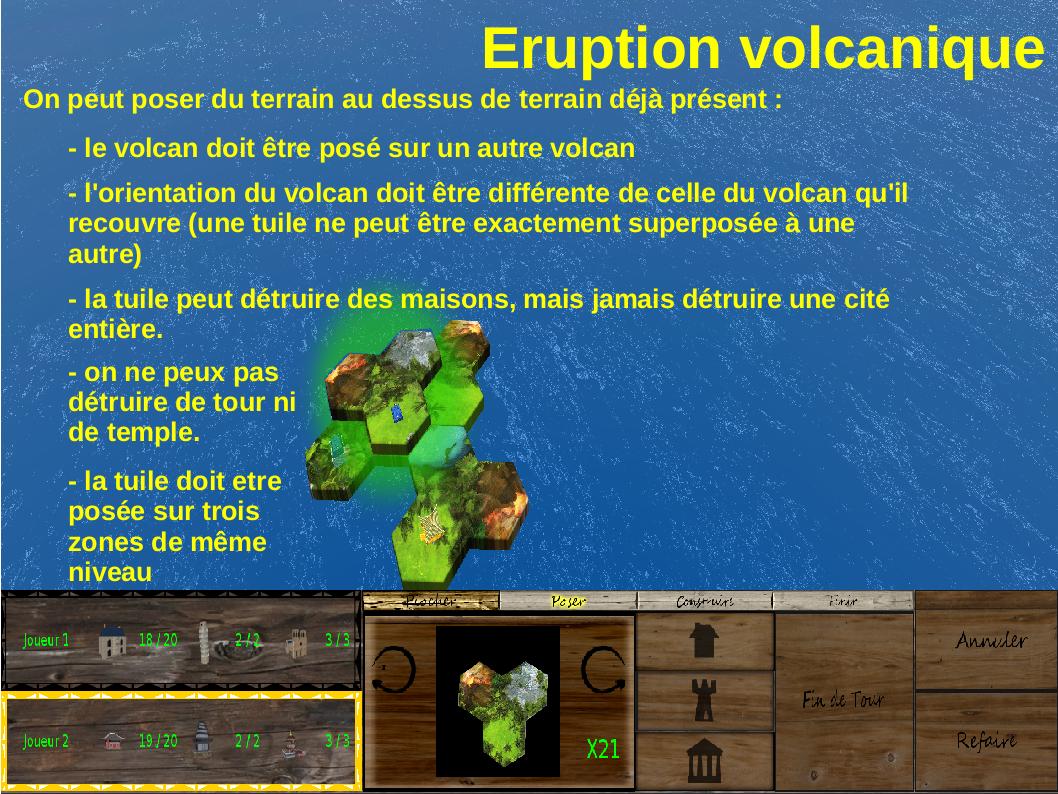 Eruption volcanique
On peut poser du terrain au dessus de terrain déjà présent :
- le volcan doit être posé sur un autre volcan
- l'orientation du volcan doit être différente de celle du volcan qu'il
recouvre (une tuile ne peut être exactement superposée à une
autre)
- la tuile peut détruire des maisons, mais jamais détruire une cité
entière.
- on ne peux pas
détruire de tour ni
de temple.
- la tuile doit etre
posée sur trois
zones de même
niveau
Piocher Poser Construire Finir
Joueur 1 18 / 20 2 / 2 3 / 3
Annuler
Fin de Tour
Joueur 2 19 / 20 2 / 2 3 / 3
Refaire
X21